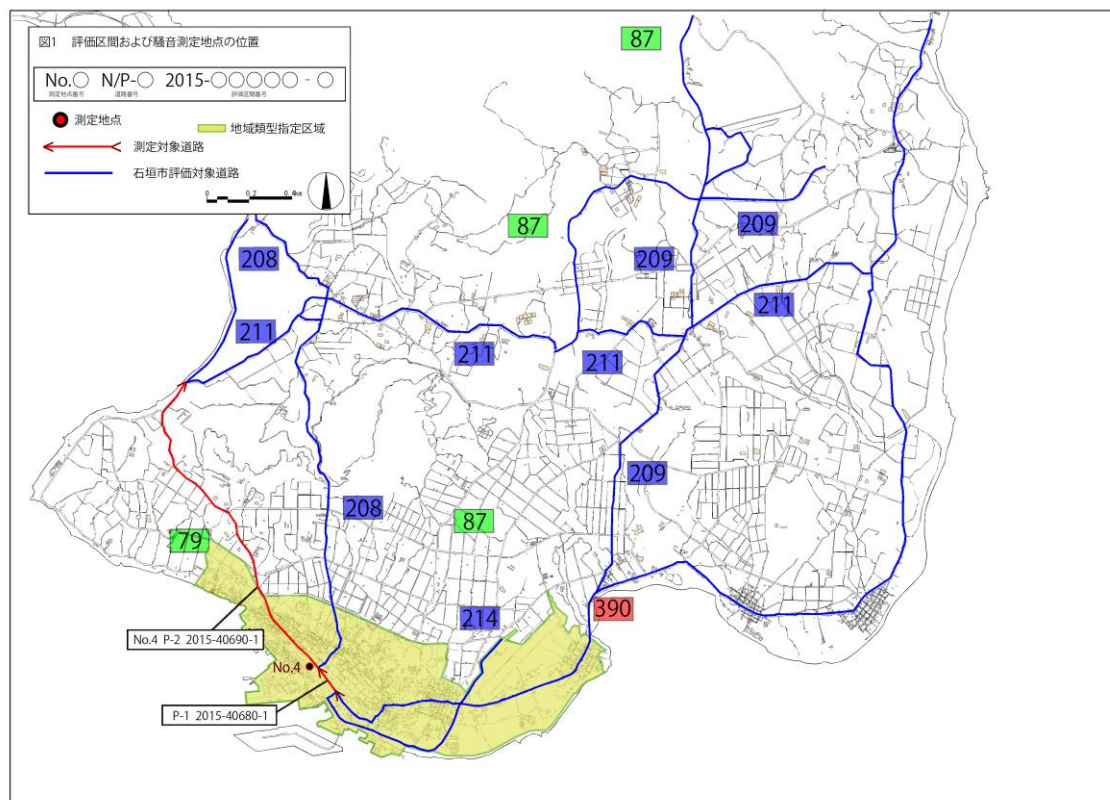 図1 評価区間および騒音測定地点の位置
No.○ N/P-○ 2015-○○○○○ - ○
測定地点番号 道路番号 評価区間番号
測定地点
地域類型指定区域
測定対象道路
石垣市評価対象道路
0 0.2 0.4km
87
87
209
208
209
211
211
211
211
209
208
87
79
390
214
No.4 P-2 2015-40690-1
No.4
P-1 2015-40680-1